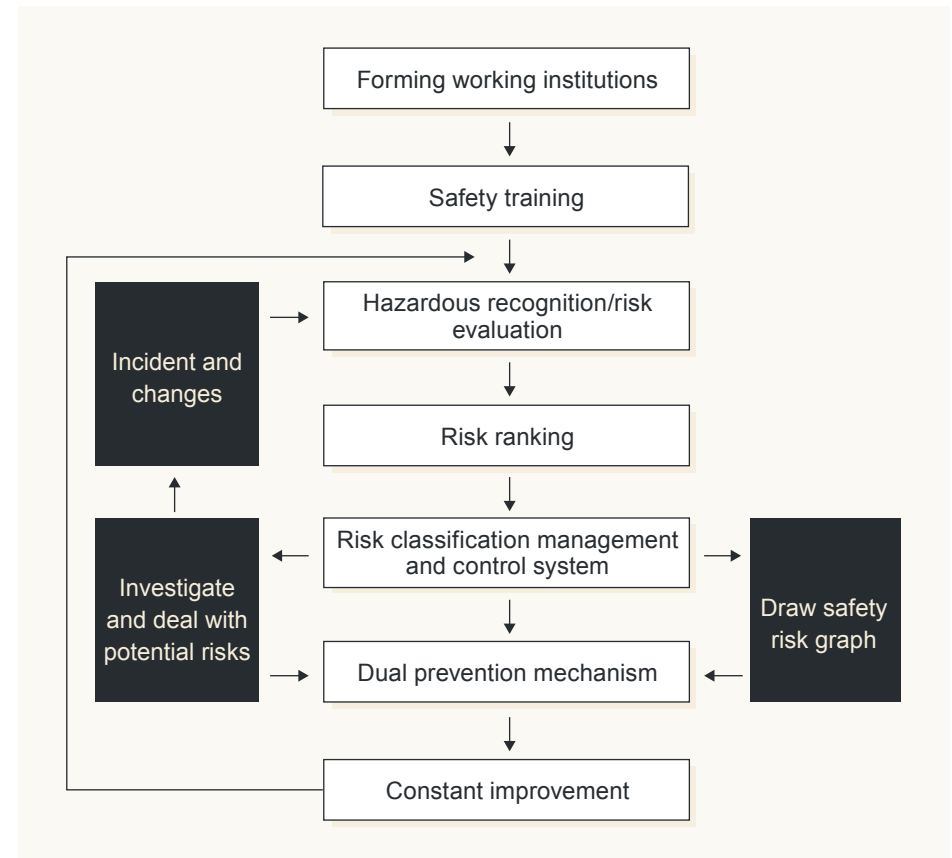 Forming working institutions
Safety training
Hazardous recognition/risk
evaluation
Incident and
changes
Risk ranking
Risk classification management
and control system
Investigate
and deal with
potential risks
Draw safety
risk graph
Dual prevention mechanism
Constant improvement